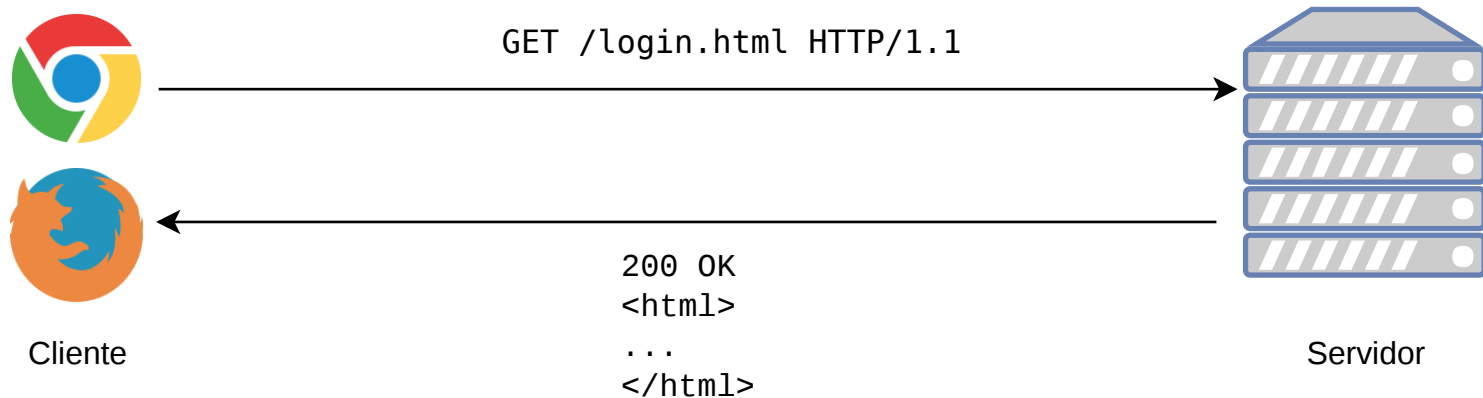 GET /login.html HTTP/1.1
200 OK
<html>
...
</html>
Cliente
Servidor